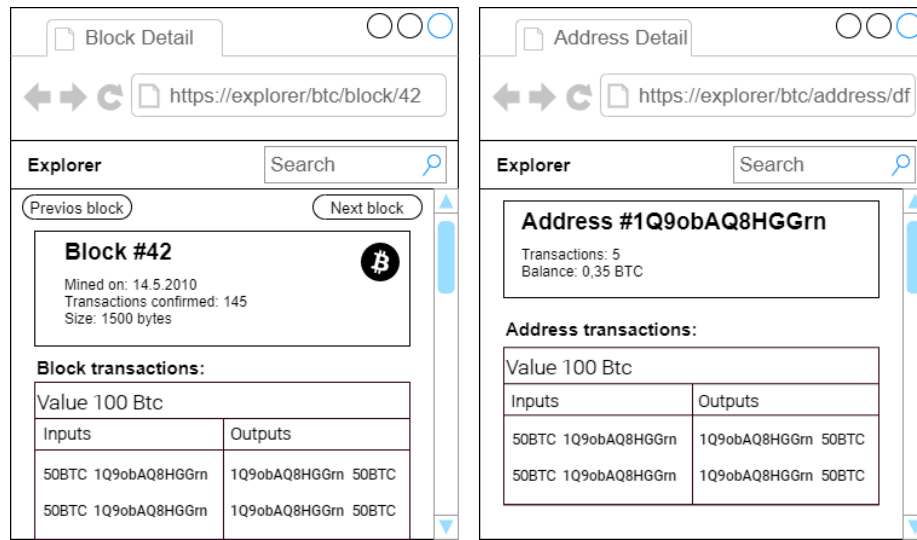 Block Detail
https://explorer/btc/block/42
Explorer
Search
Previos block
Next block
Block #42
Mined on: 14.5.2010
Transactions confirmed: 145
Size: 1500 bytes
Block transactions:
Value 100 Btc
Inputs Outputs
50BTC 1Q9obAQ8HGGrn 1Q9obAQ8HGGrn 50BTC
50BTC 1Q9obAQ8HGGrn 1Q9obAQ8HGGrn 50BTC
Address Detail
https://explorer/btc/address/df
Explorer
Search
Address #1Q9obAQ8HGGrn
Transactions: 5
Balance: 0,35 BTC
Address transactions:
Value 100 Btc
Inputs Outputs
50BTC 1Q9obAQ8HGGrn 1Q9obAQ8HGGrn 50BTC
50BTC 1Q9obAQ8HGGrn 1Q9obAQ8HGGrn 50BTC